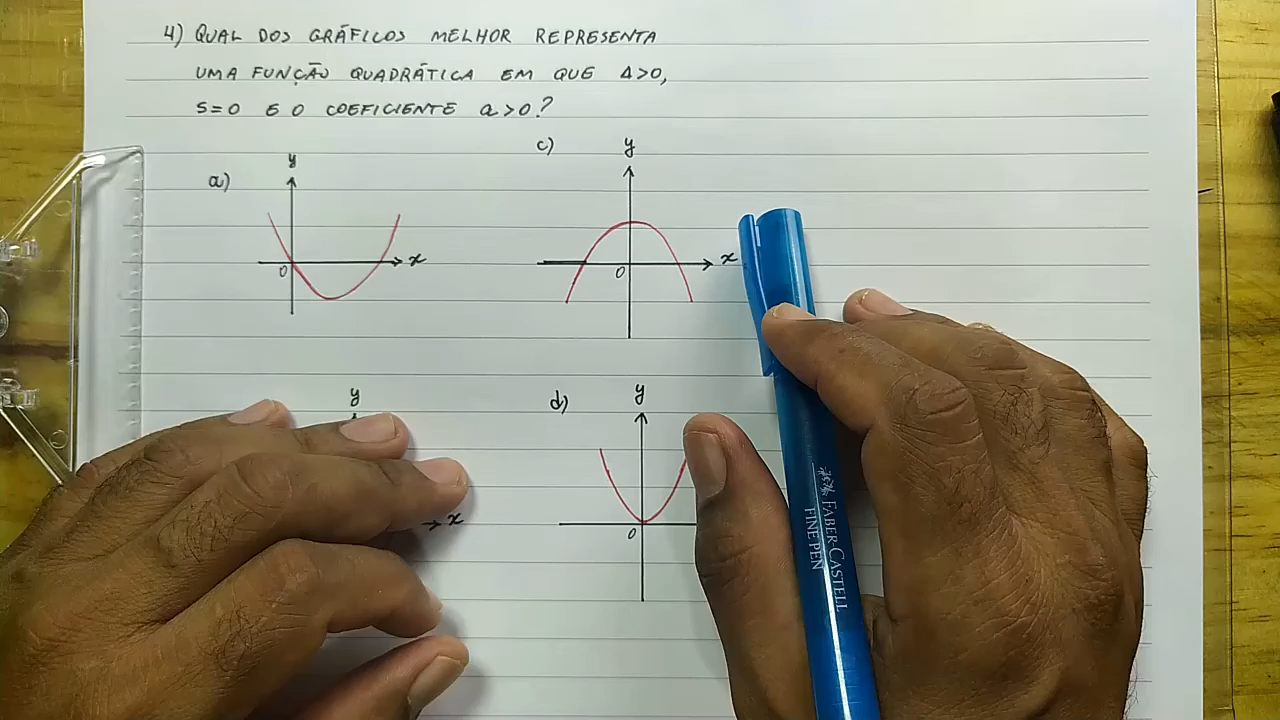 4) QUAL DOS GRÁFICOS MELHOR REPRESENTA
UMA FUNÇÃO QUADRÁTICA EM QUE Δ>0,
S=0 E O COEFICIENTE a>0?
a)
y
x
0
c)
y
x
0
y
x
d)
y
0
FABER-CASTELL
FINE PEN